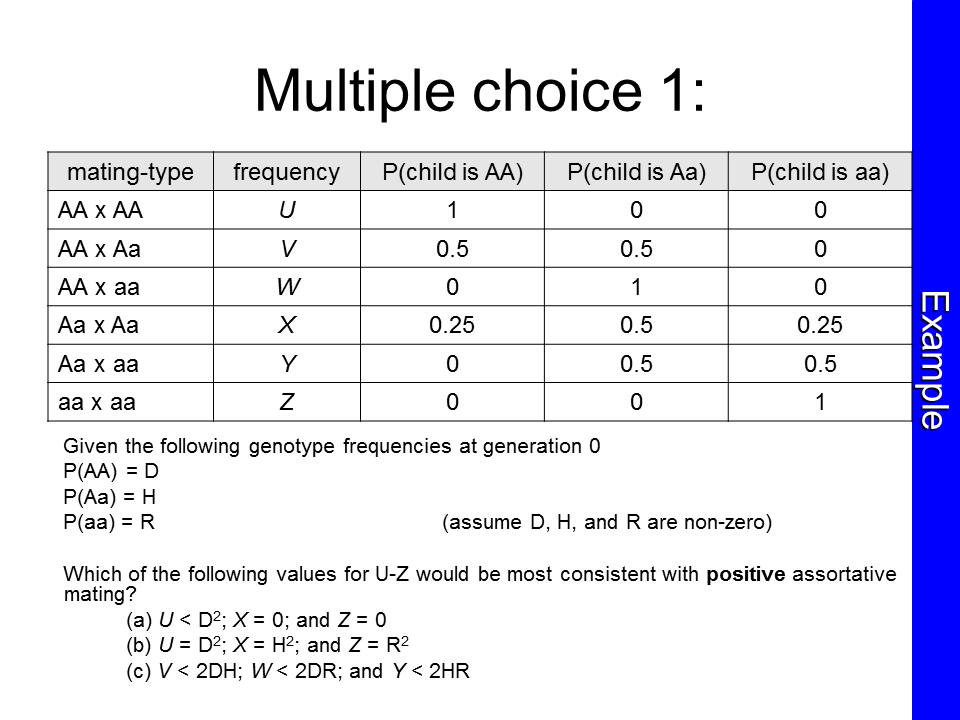 Multiple choice 1:
mating-type frequency P(child is AA) P(child is Aa) P(child is aa)
AA x AA U 1 0 0
AA x Aa V 0.5 0.5 0
AA x aa W 0 1 0
Aa x Aa X 0.25 0.5 0.25
Aa x aa Y 0 0.5 0.5
aa x aa Z 0 0 1
Example
Given the following genotype frequencies at generation 0
P(AA) = D
P(Aa) = H
P(aa) = R (assume D, H, and R are non-zero)
Which of the following values for U-Z would be most consistent with positive assortative
mating?
(a) U < D²; X = 0; and Z = 0
(b) U = D²; X = H²; and Z = R²
(c) V < 2DH; W < 2DR; and Y < 2HR